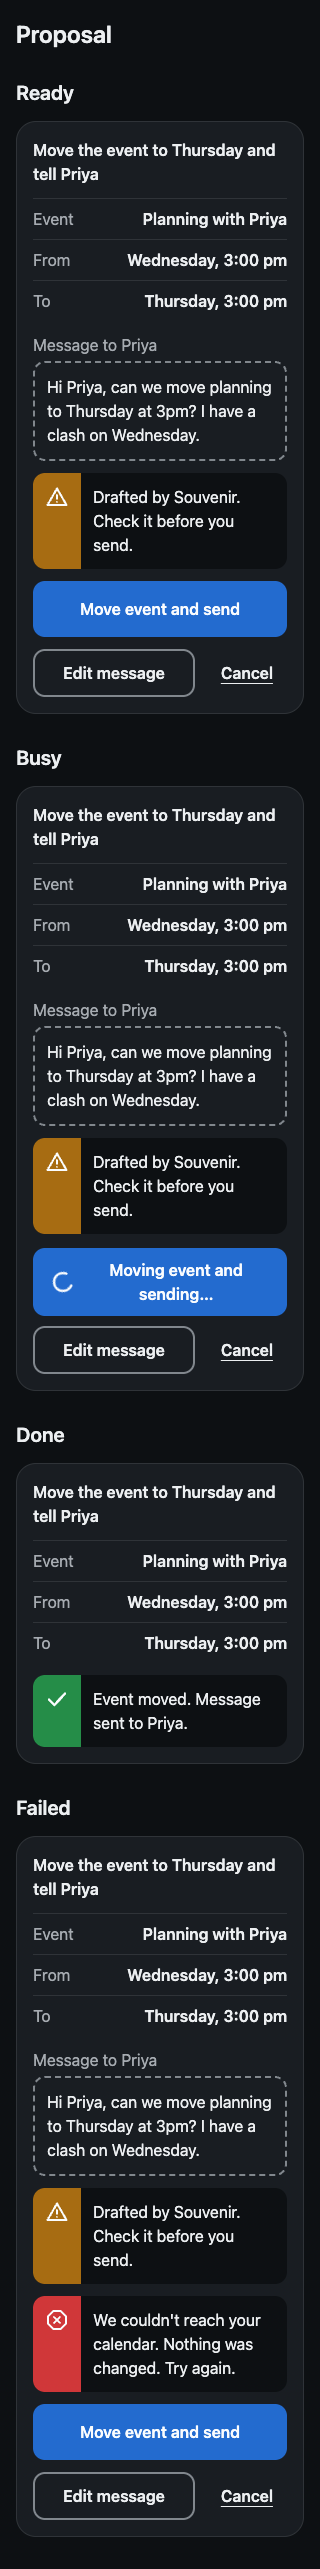 Proposal
Ready
Move the event to Thursday and
tell Priya
Event Planning with Priya
From Wednesday, 3:00 pm
To Thursday, 3:00 pm
Message to Priya
Hi Priya, can we move planning
to Thursday at 3pm? I have a
clash on Wednesday.
Drafted by Souvenir.
Check it before you
send.
Move event and send
Edit message Cancel
Busy
Move the event to Thursday and
tell Priya
Event Planning with Priya
From Wednesday, 3:00 pm
To Thursday, 3:00 pm
Message to Priya
Hi Priya, can we move planning
to Thursday at 3pm? I have a
clash on Wednesday.
Drafted by Souvenir.
Check it before you
send.
Moving event and
sending...
Edit message Cancel
Done
Move the event to Thursday and
tell Priya
Event Planning with Priya
From Wednesday, 3:00 pm
To Thursday, 3:00 pm
Event moved. Message
sent to Priya.
Failed
Move the event to Thursday and
tell Priya
Event Planning with Priya
From Wednesday, 3:00 pm
To Thursday, 3:00 pm
Message to Priya
Hi Priya, can we move planning
to Thursday at 3pm? I have a
clash on Wednesday.
Drafted by Souvenir.
Check it before you
send.
We couldn't reach your
calendar. Nothing was
changed. Try again.
Move event and send
Edit message Cancel